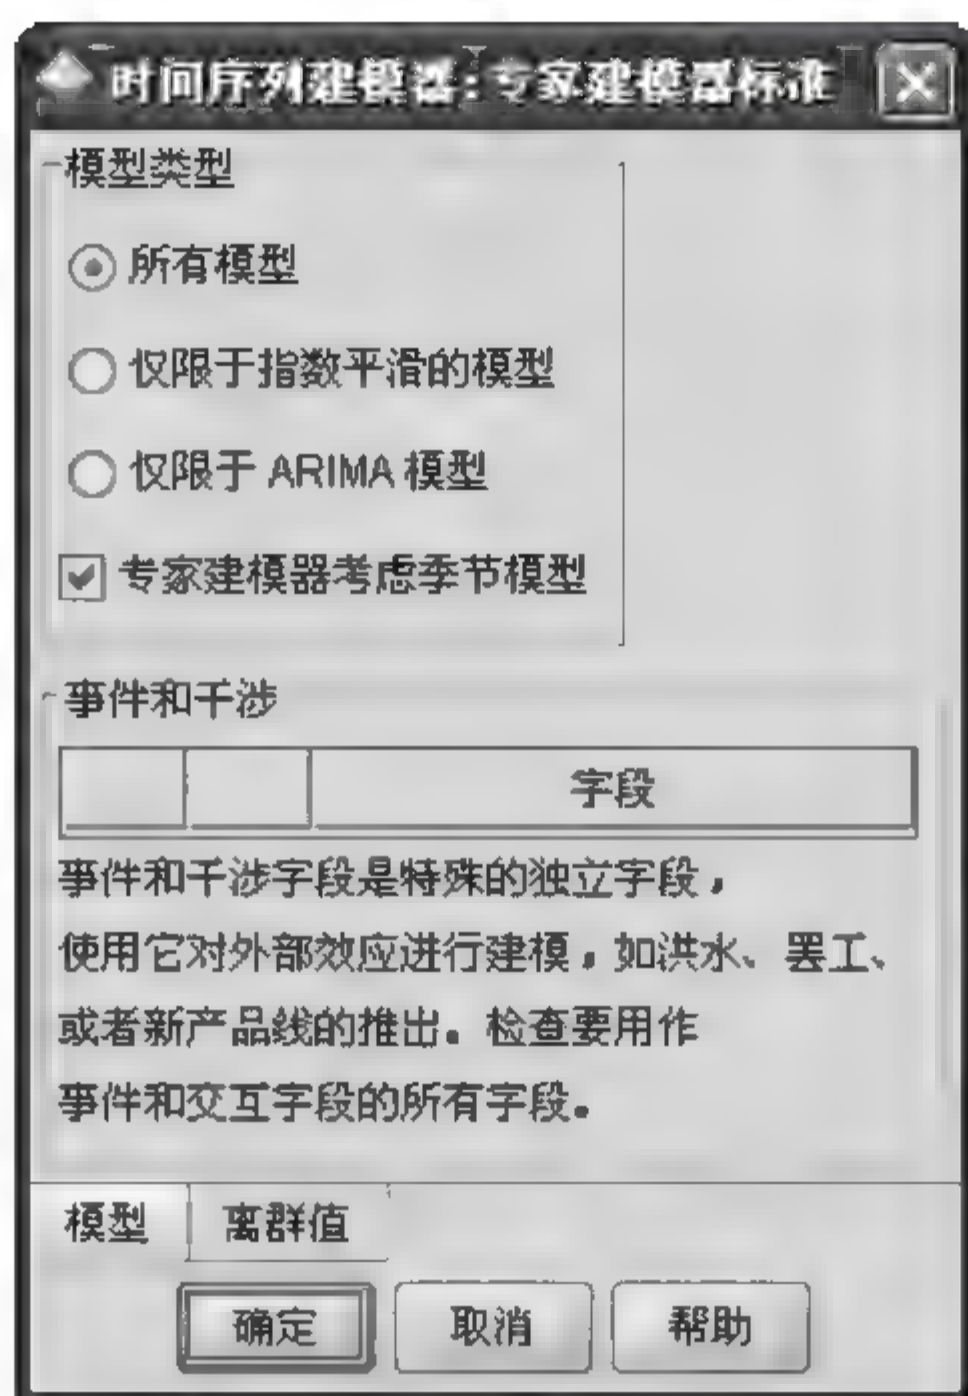 时间序列建模器:专家建模器标准
模型类型
所有模型
仅限于指数平滑的模型
仅限于 ARIMA 模型
专家建模器考虑季节模型
事件和干涉
字段
事件和干涉字段是特殊的独立字段，
使用它对外部效应进行建模，如洪水、罢工、
或者新产品线的推出。检查要用作
事件和交互字段的所有字段。
模型 离群值
确定 取消 帮助